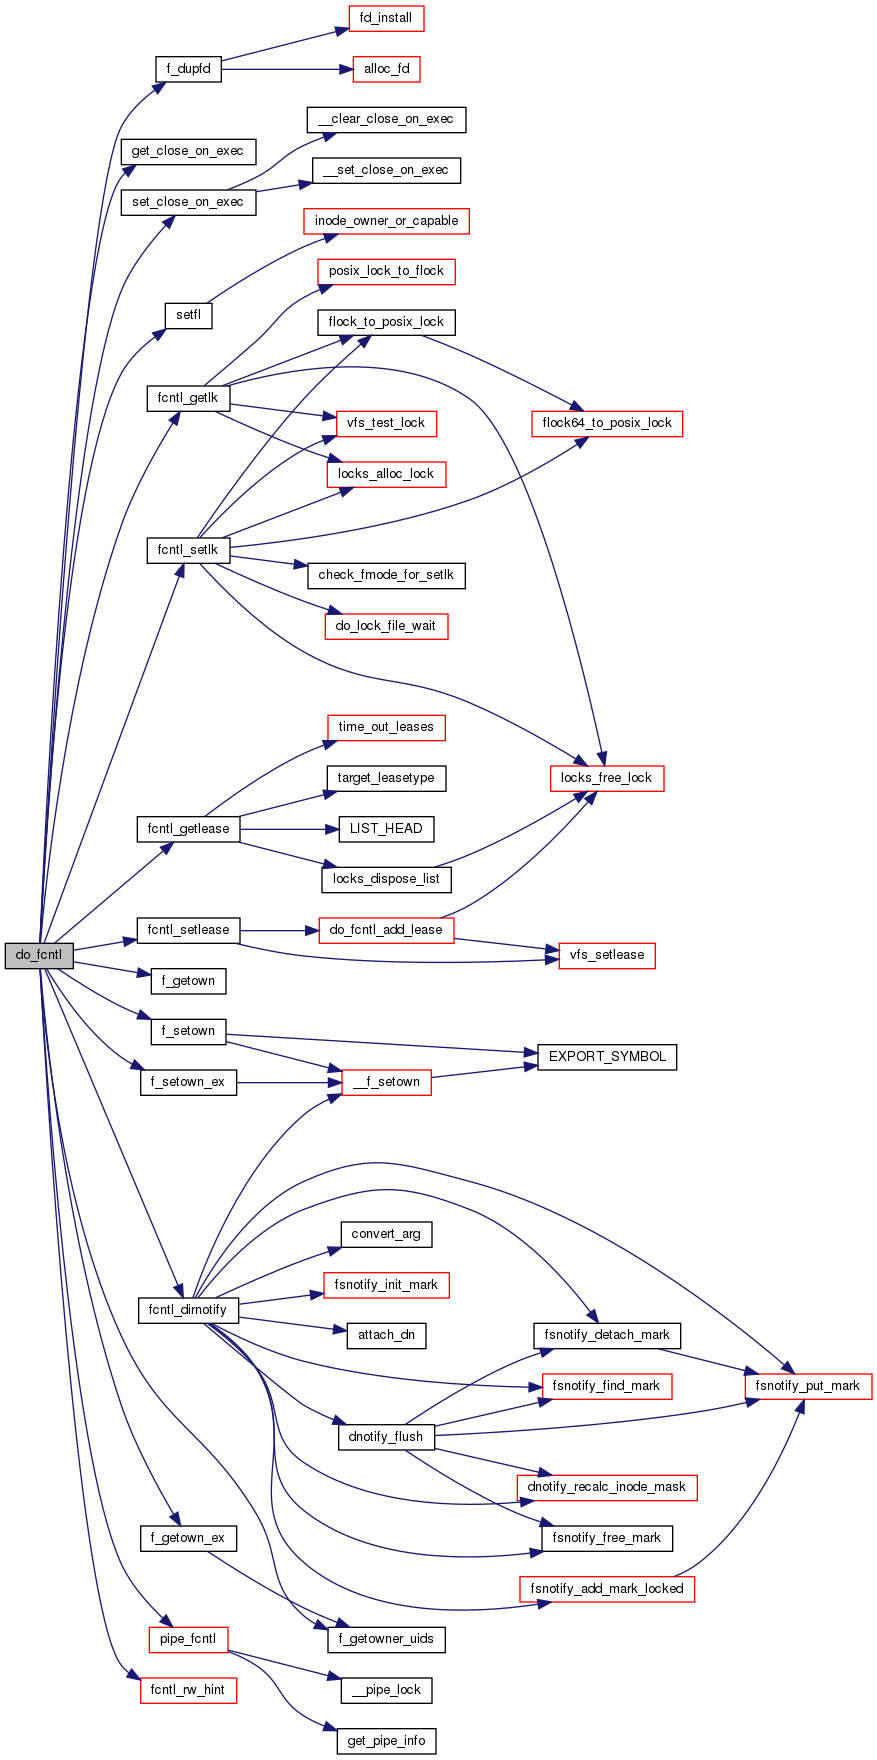 fd_install
f_dupfd
alloc_fd
__clear_close_on_exec
get_close_on_exec
__set_close_on_exec
set_close_on_exec
inode_owner_or_capable
posix_lock_to_flock
setfl
flock_to_posix_lock
fcntl_getlk
vfs_test_lock
flock64_to_posix_lock
locks_alloc_lock
fcntl_setlk
check_fmode_for_setlk
do_lock_file_wait
time_out_leases
target_leasetype
locks_free_lock
fcntl_getlease
LIST_HEAD
locks_dispose_list
fcntl_setlease
do_fcntl_add_lease
do_fcntl
vfs_setlease
f_getown
f_setown
EXPORT_SYMBOL
f_setown_ex
__f_setown
convert_arg
fsnotify_init_mark
fcntl_dirnotify
attach_dn
fsnotify_detach_mark
fsnotify_find_mark
fsnotify_put_mark
dnotify_flush
dnotify_recalc_inode_mask
f_getown_ex
fsnotify_free_mark
fsnotify_add_mark_locked
pipe_fcntl
f_getowner_uids
fcntl_rw_hint
__pipe_lock
get_pipe_info